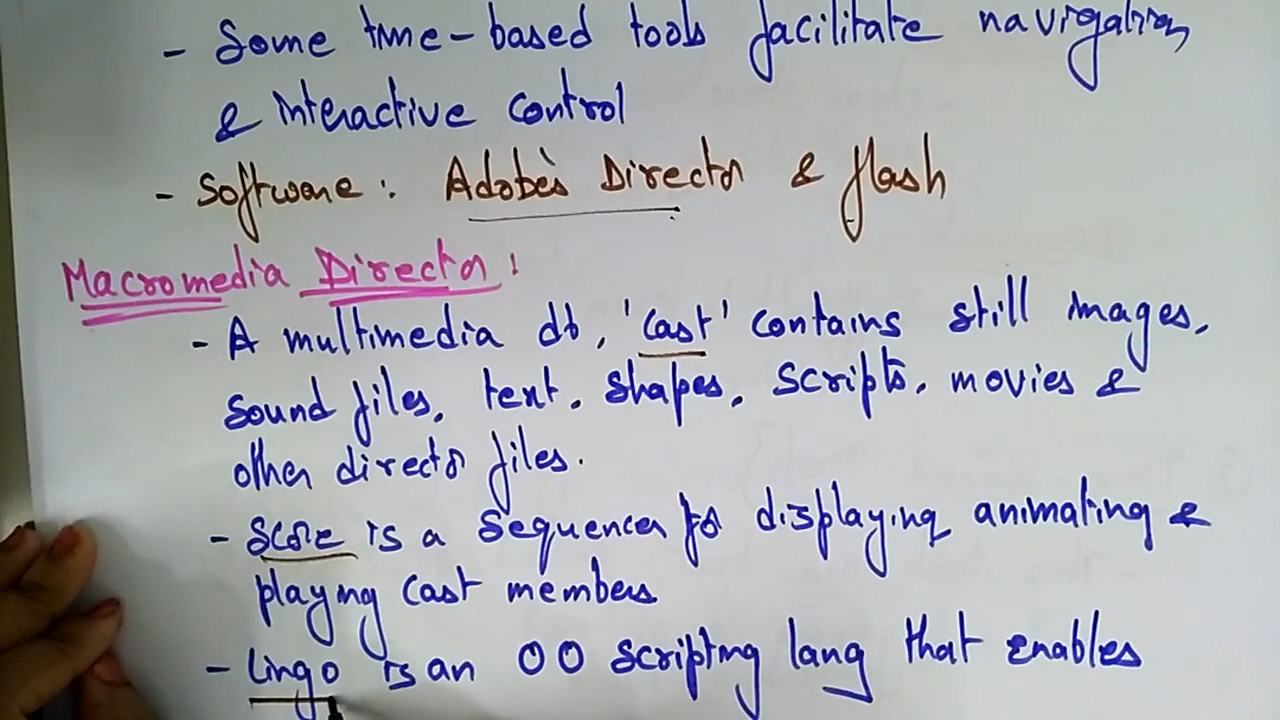 - Some time-based tools facilitate navigation
& interactive control
- Software: Adobe's Director & flash
Macromedia Director:
- A multimedia db, 'cast' contains still images,
sound files, text, shapes, scripts, movies &
other director files.
- Score is a sequencer for displaying animating &
playing cast members
- Lingo is an OO scripting lang that enables